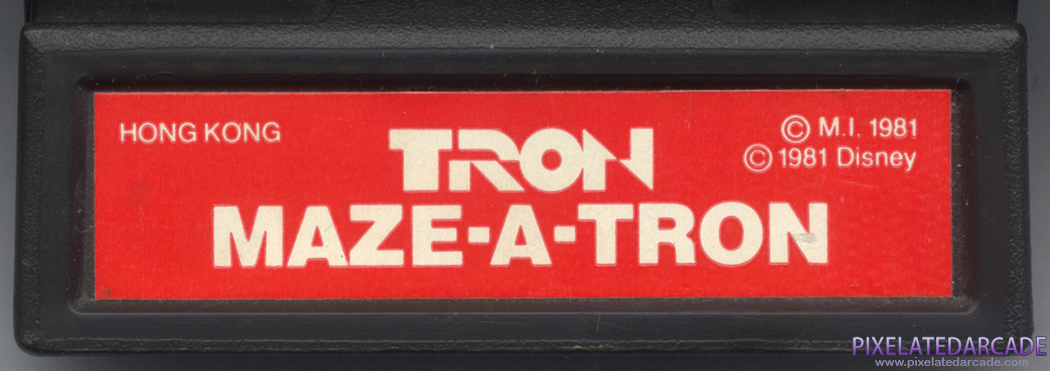 HONG KONG
TRON
© M.I. 1981
© 1981 Disney
MAZE-A-TRON
PIXELATEDARCADE
www.pixelatedarcade.com